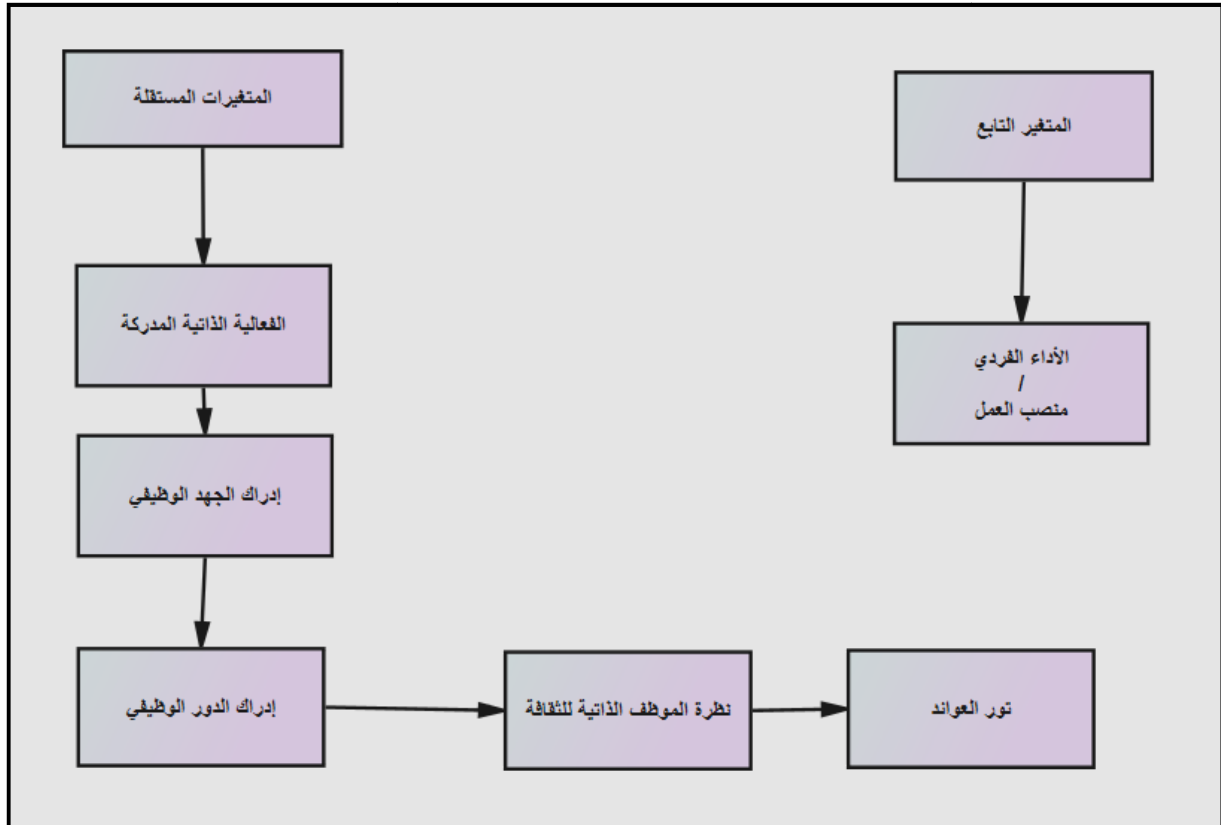 المتغيرات المستقلة
المتغير التابع
الفعالية الذاتية المدركة
الأداء الفردي
/
منصب العمل
إدراك الجهد الوظيفي
إدراك الدور الوظيفي
نظرة الموظف الذاتية للثقافة
تور العوائد